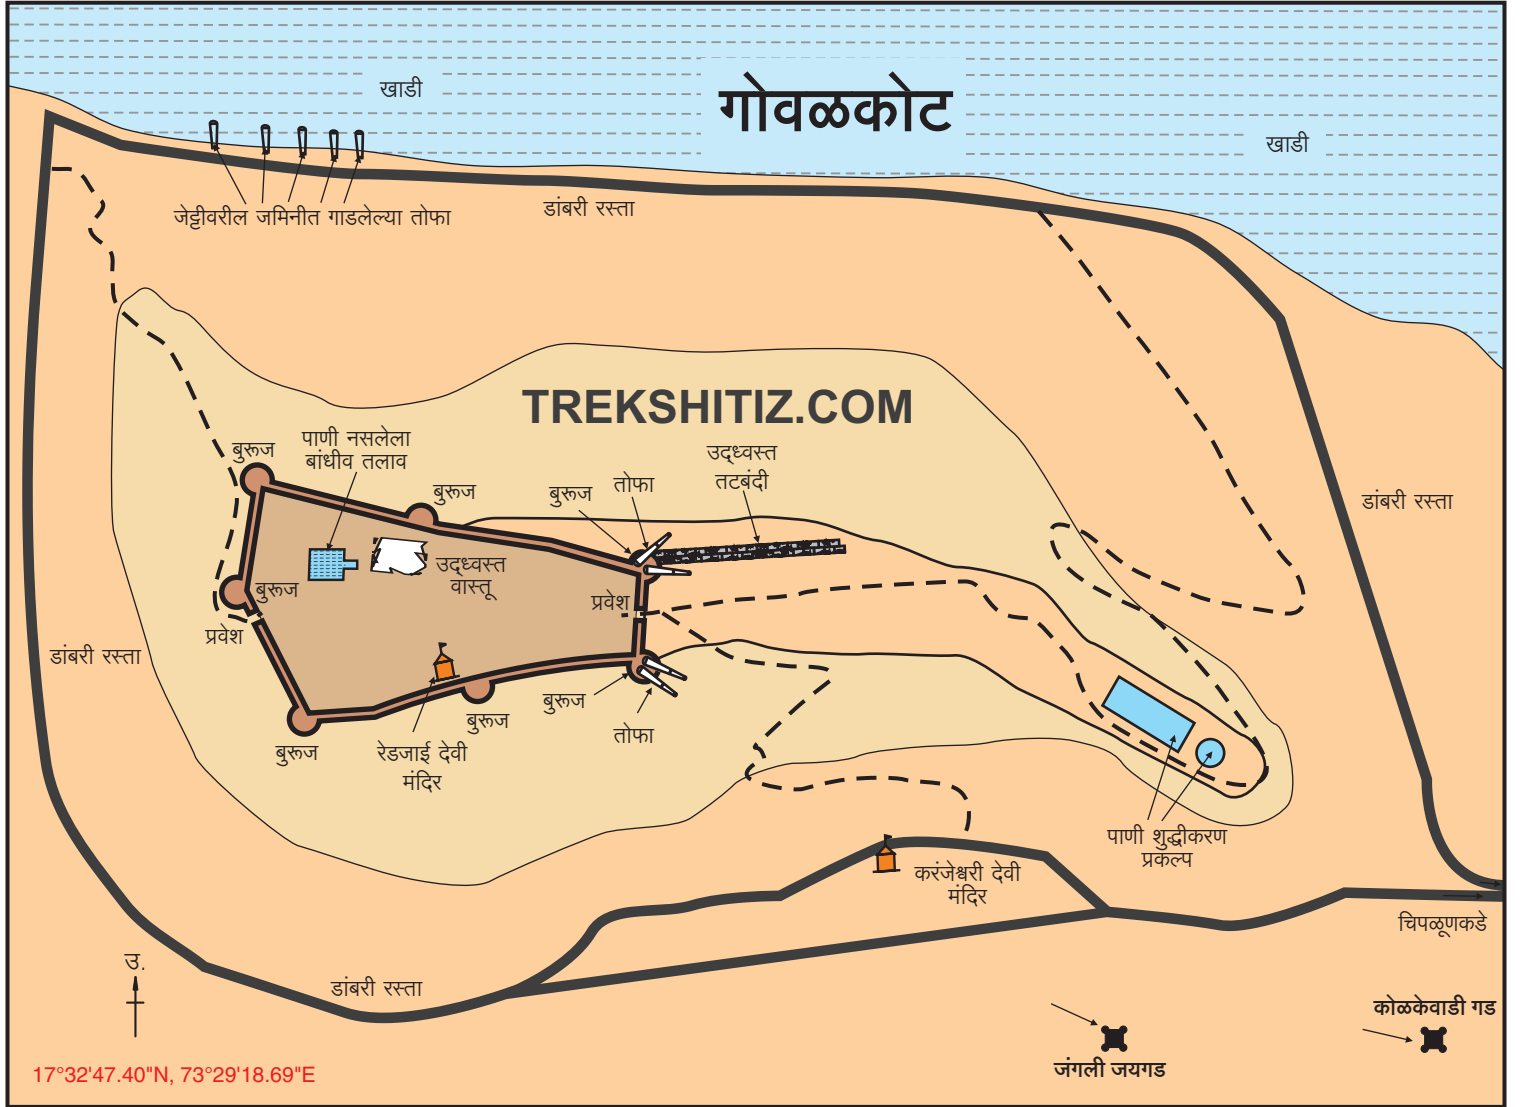 खाडी
गोवळकोट
खाडी
जेट्टीवरील जमिनीत गाडलेल्या तोफा
डांबरी रस्ता
TREKSHITIZ.COM
बुरूज
पाणी नसलेला
बांधीव तलाव
बुरूज
बुरूज
तोफा
उद्ध्वस्त
तटबंदी
डांबरी रस्ता
उद्ध्वस्त
वास्तू
बुरूज
प्रवेश
प्रवेश
डांबरी रस्ता
बुरूज
बुरूज
बुरूज
तोफा
रेडजाई देवी
मंदिर
पाणी शुद्धीकरण
प्रकल्प
करंजेश्वरी देवी
मंदिर
चिपळूणकडे
उ.
डांबरी रस्ता
कोळकेवाडी गड
जंगली जयगड
17°32'47.40"N, 73°29'18.69"E